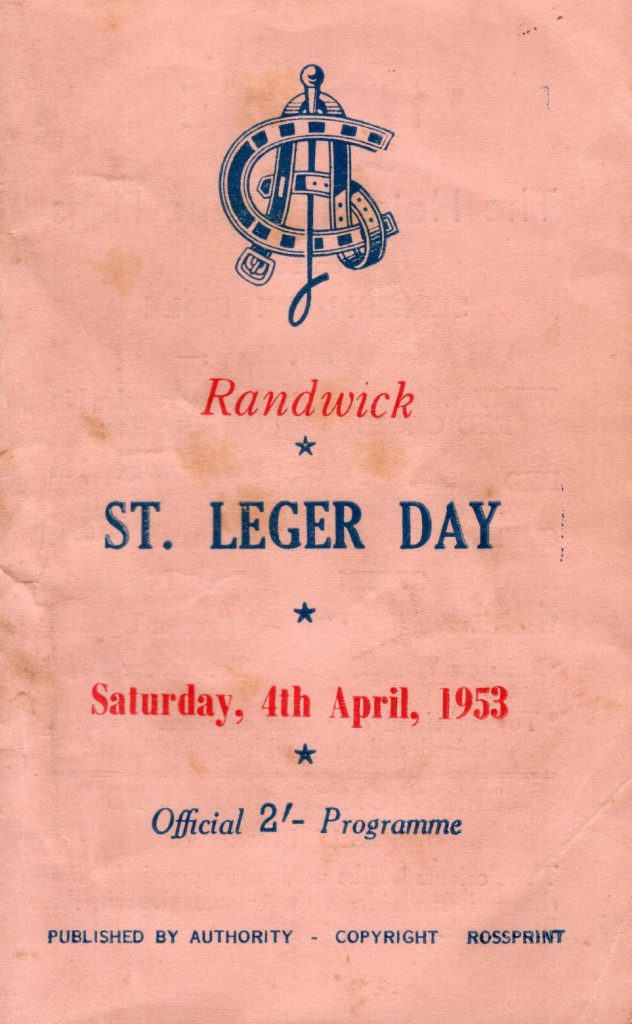 Randwick
ST. LEGER DAY
Saturday, 4th April, 1953
Official 2/- Programme
PUBLISHED BY AUTHORITY - COPYRIGHT ROSSPRINT